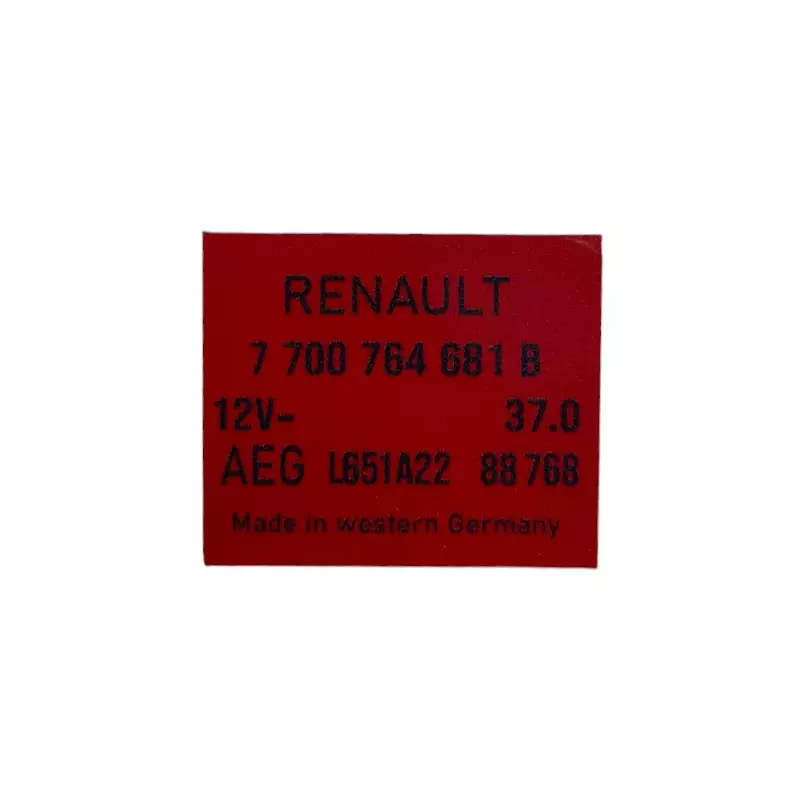 RENAULT
7 700 764 681 B
12V- 37.0
AEG L651A22 88 768
Made in western Germany